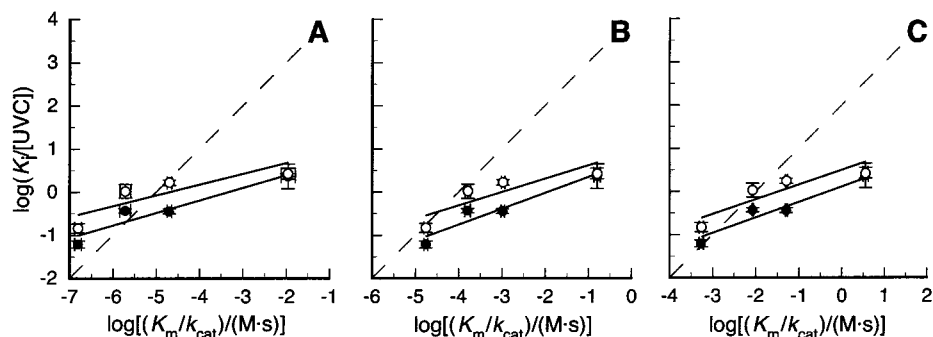 A
B
C
log(Ki/[UVC])
4
3
2
1
0
-1
-2
-7 -6 -5 -4 -3 -2 -1 0
-6 -5 -4 -3 -2 -1 0
-4 -3 -2 -1 0 1 2
log[(Km/kcat)/(M·s)]
log[(Km/kcat)/(M·s)]
log[(Km/kcat)/(M·s)]